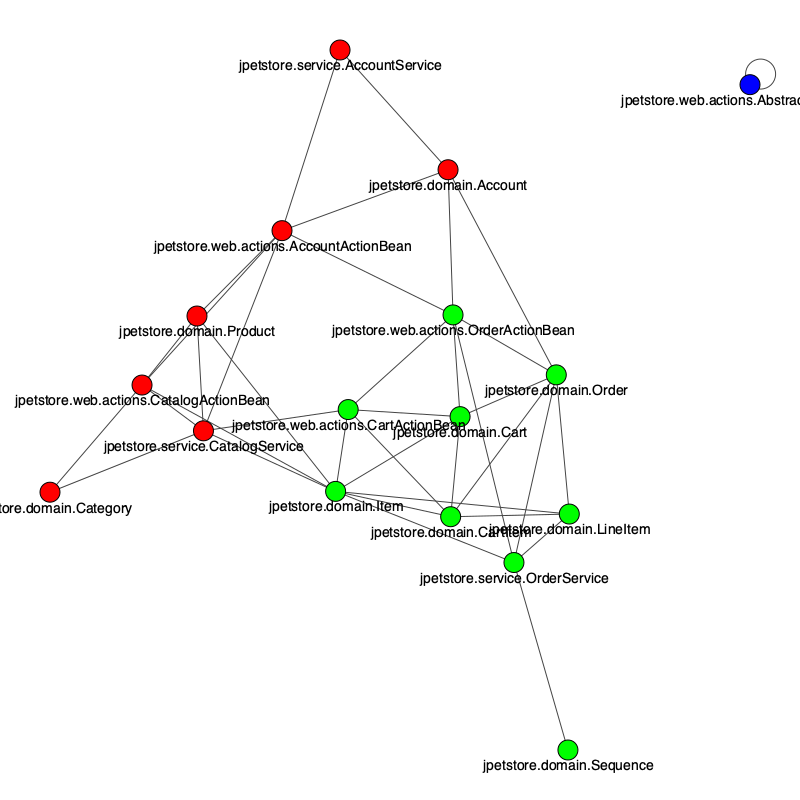 jpetstore.service.AccountService
jpetstore.web.actions.Abstrac
jpetstore.domain.Account
jpetstore.web.actions.AccountActionBean
jpetstore.domain.Product
jpetstore.web.actions.OrderActionBean
jpetstore.domain.Order
jpetstore.web.actions.CatalogActionBean
jpetstore.web.actions.CartActionBean
jpetstore.domain.Cart
jpetstore.service.CatalogService
tore.domain.Category
jpetstore.domain.Item
jpetstore.domain.CartItem
jpetstore.domain.LineItem
jpetstore.service.OrderService
jpetstore.domain.Sequence